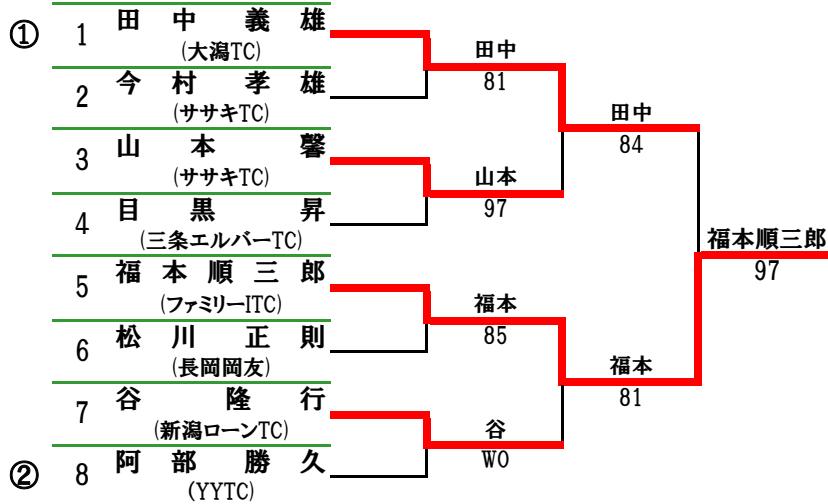 ① 1 田中義雄
(大潟TC)
2 今村孝雄
(ササキTC)
3 山本馨
(ササキTC)
4 目黒昇
(三条エルバーTC)
5 福本順三郎
(ファミリーITC)
6 松川正則
(長岡岡友)
7 谷隆行
(新潟ローンTC)
② 8 阿部勝久
(YYTC)
田中
81
山本
97
福本
85
谷
WO
田中
84
福本
81
福本順三郎
97